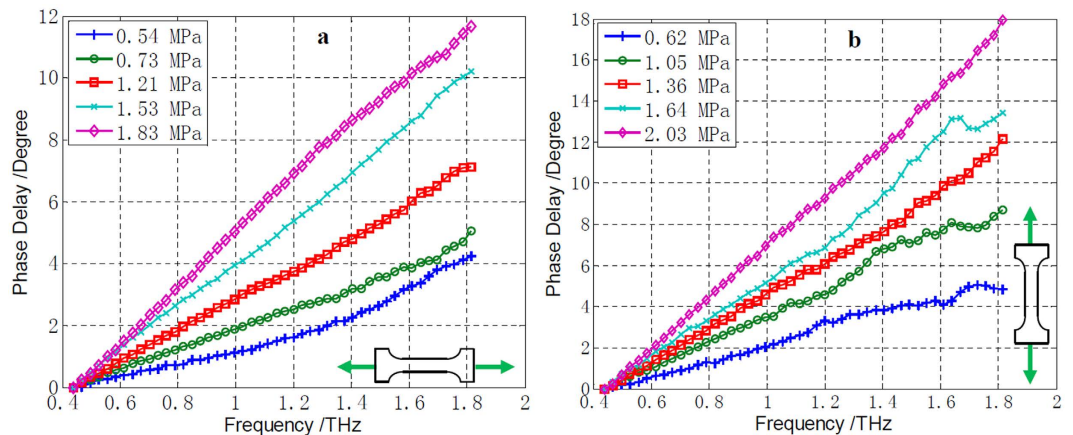 a
0.54 MPa
0.73 MPa
1.21 MPa
1.53 MPa
1.83 MPa
12
10
8
6
4
2
0
0.4 0.6 0.8 1 1.2 1.4 1.6 1.8 2
Phase Delay /Degree
Frequency /THz
b
0.62 MPa
1.05 MPa
1.36 MPa
1.64 MPa
2.03 MPa
18
16
14
12
10
8
6
4
2
0
0.4 0.6 0.8 1 1.2 1.4 1.6 1.8 2
Phase Delay /Degree
Frequency /THz